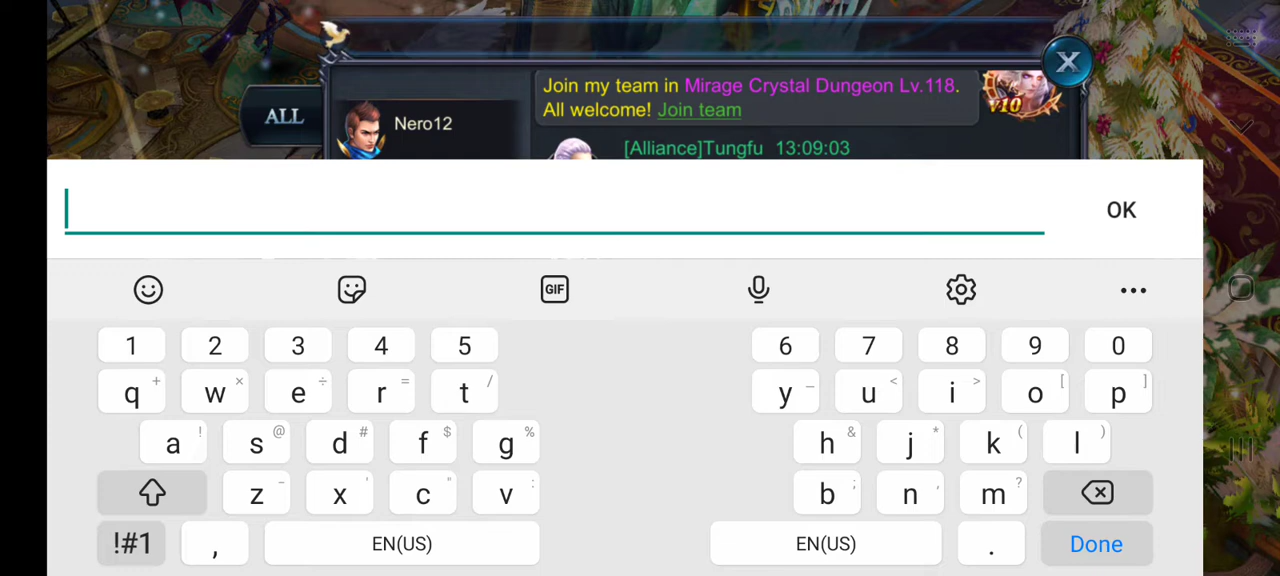 Join my team in Mirage Crystal Dungeon Lv.118.
All welcome! Join team
v10
ALL
Nero12
[Alliance]Tungfu 13:09:03
X
OK
GIF
1 2 3 4 5 6 7 8 9 0
q + w × e ÷ r = t / y _ u < i > o [ p ]
a ! s @ d # f $ g % h & j * k ( l )
z - x ' c " v : b ; n , m ?
!#1 , EN(US) EN(US) . Done